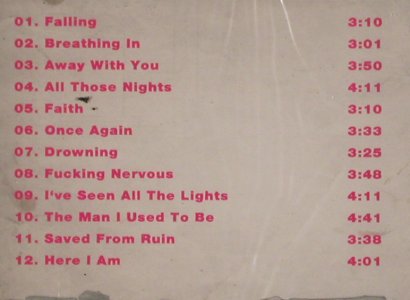 01. Falling 3:10
02. Breathing In 3:01
03. Away With You 3:50
04. All Those Nights 4:11
05. Faith 3:10
06. Once Again 3:33
07. Drowning 3:25
08. Fucking Nervous 3:48
09. I've Seen All The Lights 4:11
10. The Man I Used To Be 4:41
11. Saved From Ruin 3:38
12. Here I Am 4:01